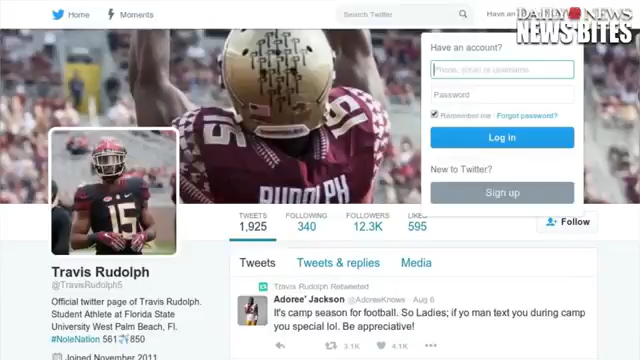 Home
Moments
Search Twitter
Have an
DAILY NEWS
NEWS BITES
Have an account?
Phone, email or username
Password
Remember me · Forgot password?
Log in
New to Twitter?
Sign up
15
15
RUDOLPH
15
TWEETS
1,925
FOLLOWING
340
FOLLOWERS
12.3K
LIKES
595
Follow
Travis Rudolph
@TravisRudolph5
Official twitter page of Travis Rudolph.
Student Athlete at Florida State
University West Palm Beach, Fl.
#NoleNation 561✈️850
Joined November 2011
Tweets
Tweets & replies
Media
Travis Rudolph Retweeted
Adoree' Jackson @AdoreeKnows Aug 6
It's camp season for football. So Ladies; if yo man text you during camp
you special lol. Be appreciative!
3.1K
4.1K